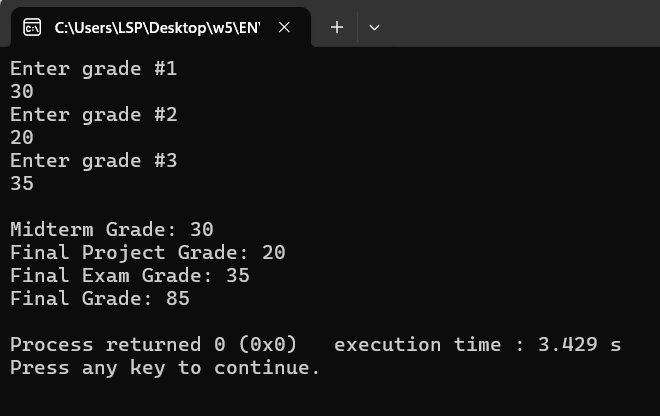 C:\Users\LSP\Desktop\w5\EN
Enter grade #1
30
Enter grade #2
20
Enter grade #3
35
Midterm Grade: 30
Final Project Grade: 20
Final Exam Grade: 35
Final Grade: 85
Process returned 0 (0x0)   execution time : 3.429 s
Press any key to continue.